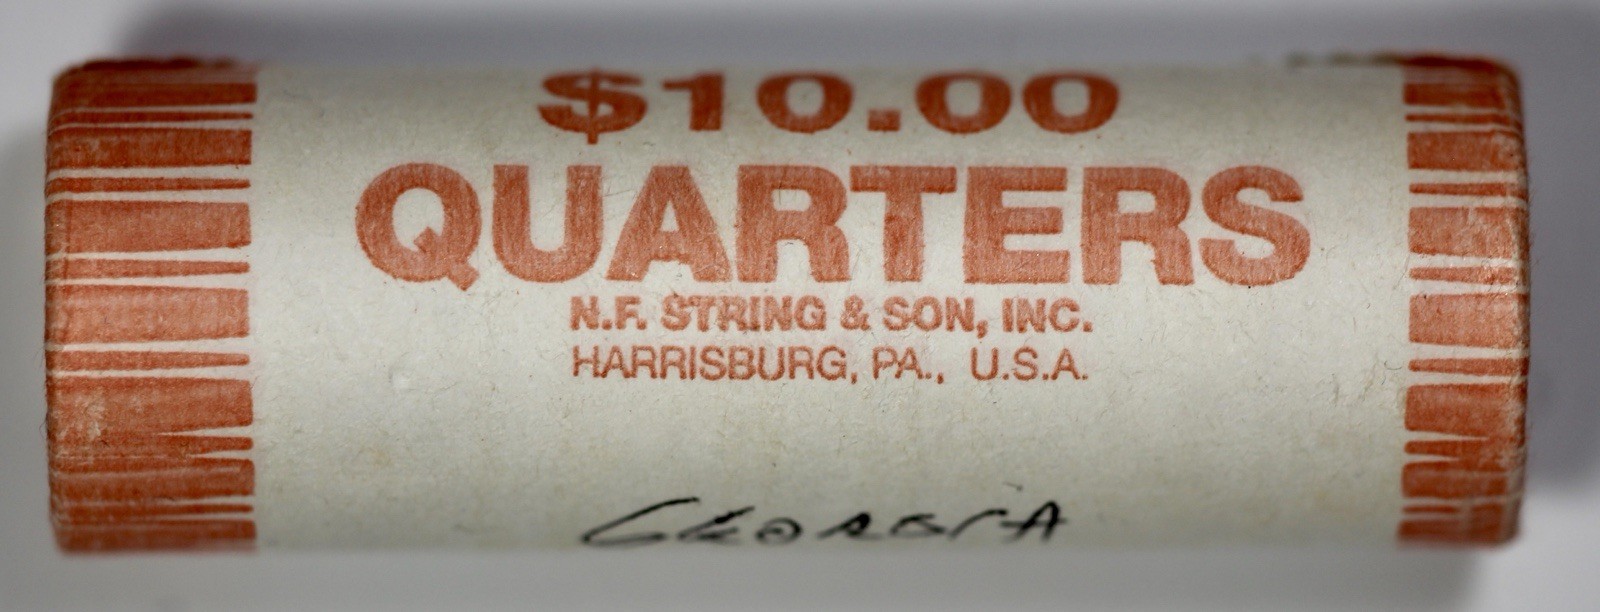 $10.00
QUARTERS
N.F. STRING & SON, INC.
HARRISBURG, PA., U.S.A.
GEORGIA